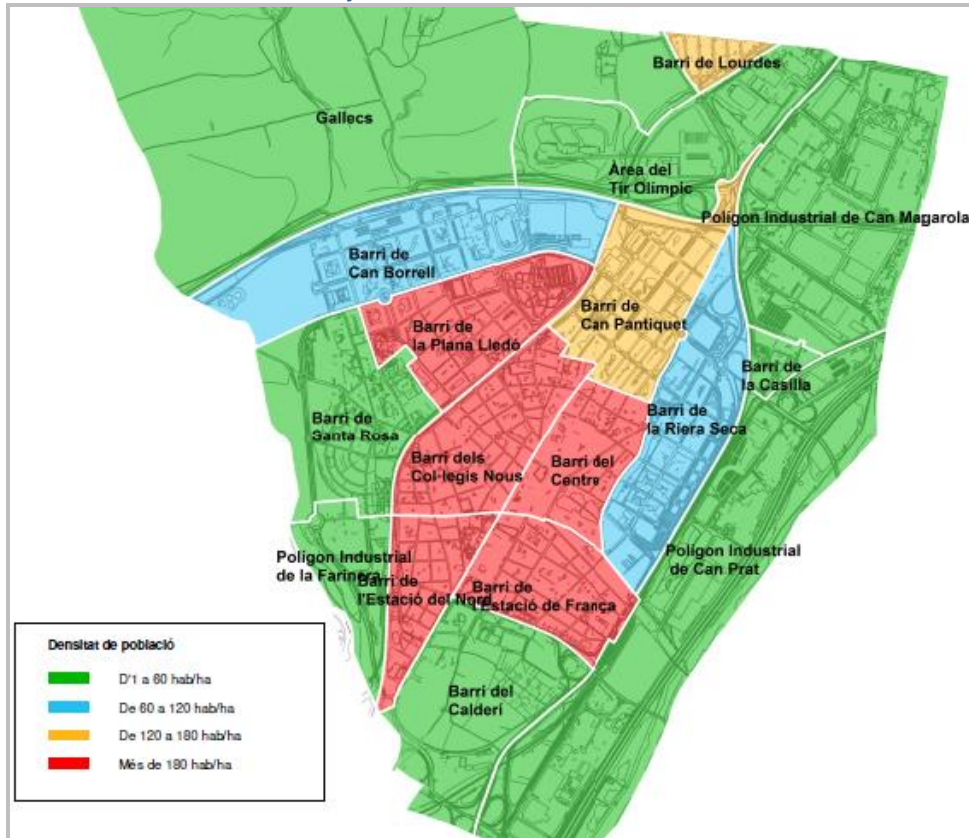 Barri de Lourdes
Gallecs
Àrea del
Tir Olímpic
Polígon Industrial de Can Magarola
Barri de
Can Borrell
Barri de
Can Pantiquet
Barri de
la Plana Lledó
Barri de
la Casilla
Barri de
Santa Rosa
Barri de
la Riera Seca
Barri dels
Col·legis Nous
Barri del
Centre
Polígon Industrial
de la Farinera
Polígon Industrial
de Can Prat
Barri de
l'Estació del Nord
Barri de
l'Estació de França
Barri del
Calderí
Densitat de població
D'1 a 60 hab/ha
De 60 a 120 hab/ha
De 120 a 180 hab/ha
Més de 180 hab/ha